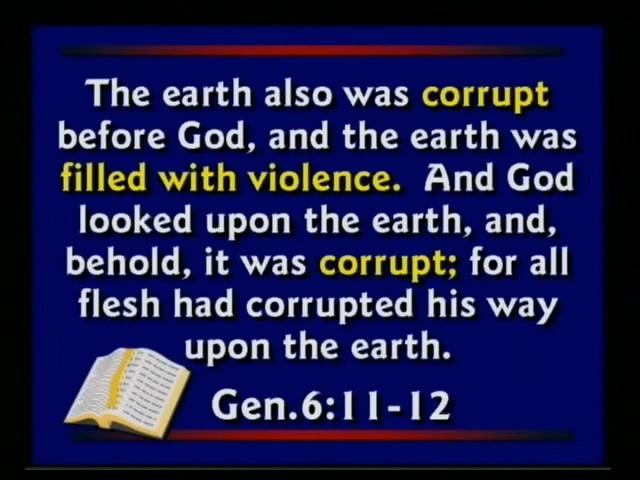 The earth also was corrupt
before God, and the earth was
filled with violence.  And God
looked upon the earth, and,
behold, it was corrupt; for all
flesh had corrupted his way
upon the earth.
Gen.6:11-12